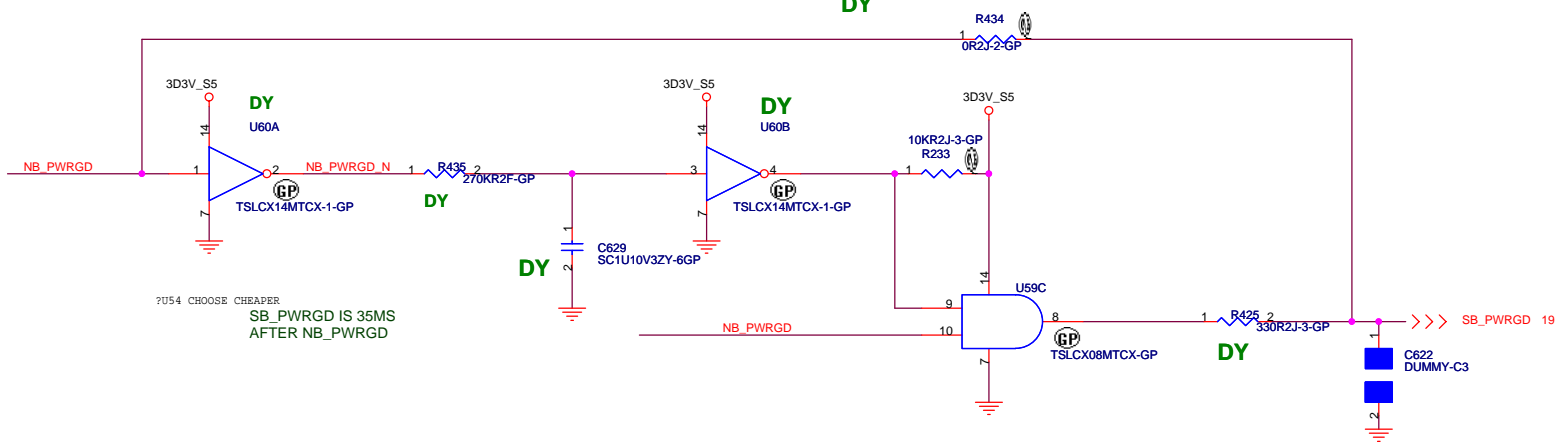 DY
R434
1
0R2J-2-GP
3D3V_S5
DY
U60A
14
NB_PWRGD
1
2
NB_PWRGD_N
GP
TSLCX14MTCX-1-GP
7
1
R435
2
270KR2F-GP
DY
3D3V_S5
DY
U60B
14
3
4
GP
TSLCX14MTCX-1-GP
7
3D3V_S5
10KR2J-3-GP
R233
1
1
C629
SC1U10V3ZY-6GP
DY
2
?U54 CHOOSE CHEAPER
SB_PWRGD IS 35MS
AFTER NB_PWRGD
14
U59C
9
NB_PWRGD
10
8
GP
TSLCX08MTCX-GP
7
1
R425
2
330R2J-3-GP
DY
SB_PWRGD 19
1
C622
DUMMY-C3
2